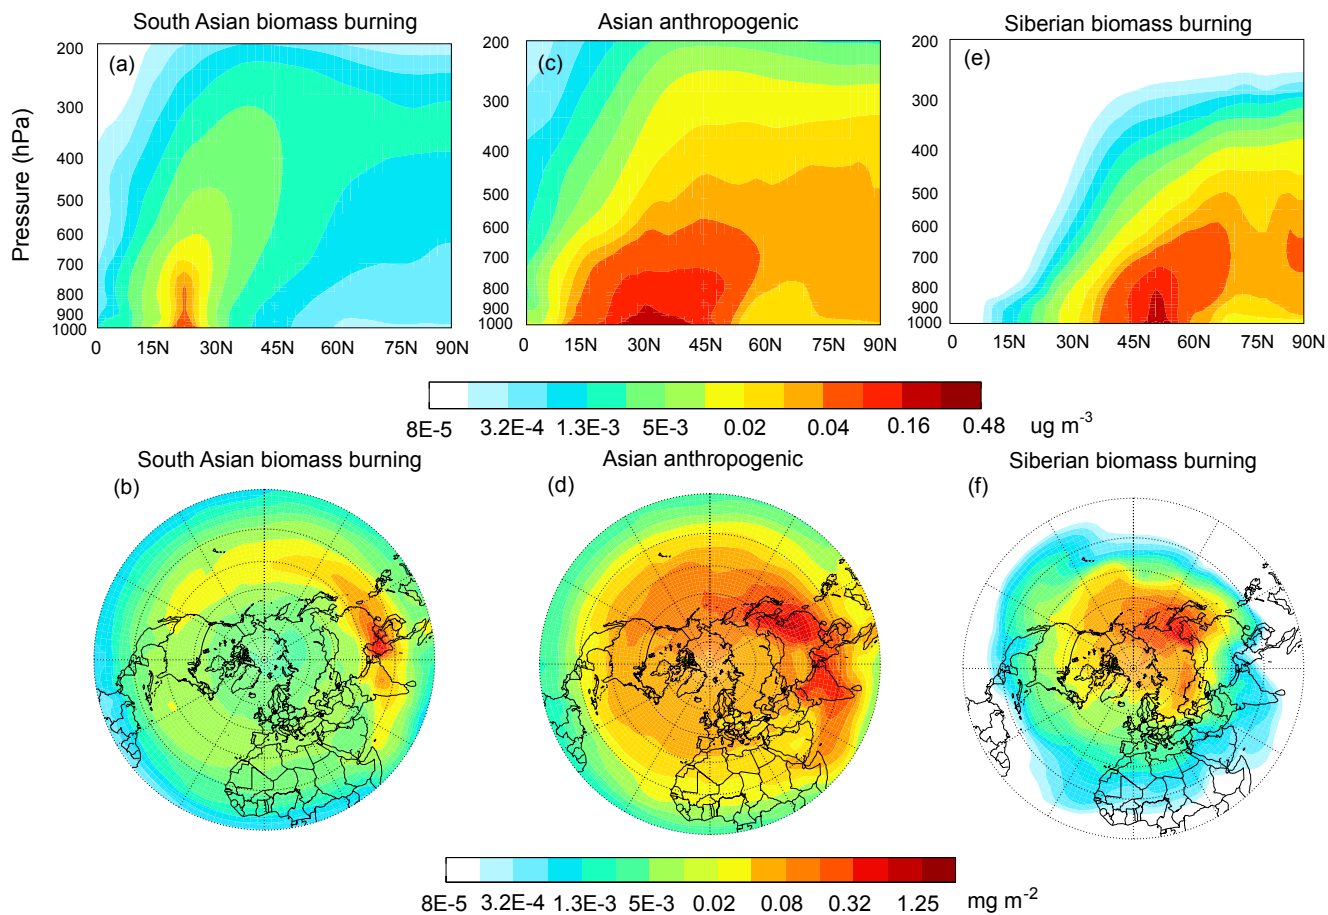 South Asian biomass burning
Asian anthropogenic
Siberian biomass burning
(a)
(c)
(e)
Pressure (hPa)
200
300
400
500
600
700
800
900
1000
0 15N 30N 45N 60N 75N 90N
200
300
400
500
600
700
800
900
1000
0 15N 30N 45N 60N 75N 90N
200
300
400
500
600
700
800
900
1000
0 15N 30N 45N 60N 75N 90N
8E-5 3.2E-4 1.3E-3 5E-3 0.02 0.04 0.16 0.48 ug m-3
South Asian biomass burning
Asian anthropogenic
Siberian biomass burning
(b)
(d)
(f)
8E-5 3.2E-4 1.3E-3 5E-3 0.02 0.08 0.32 1.25 mg m-2